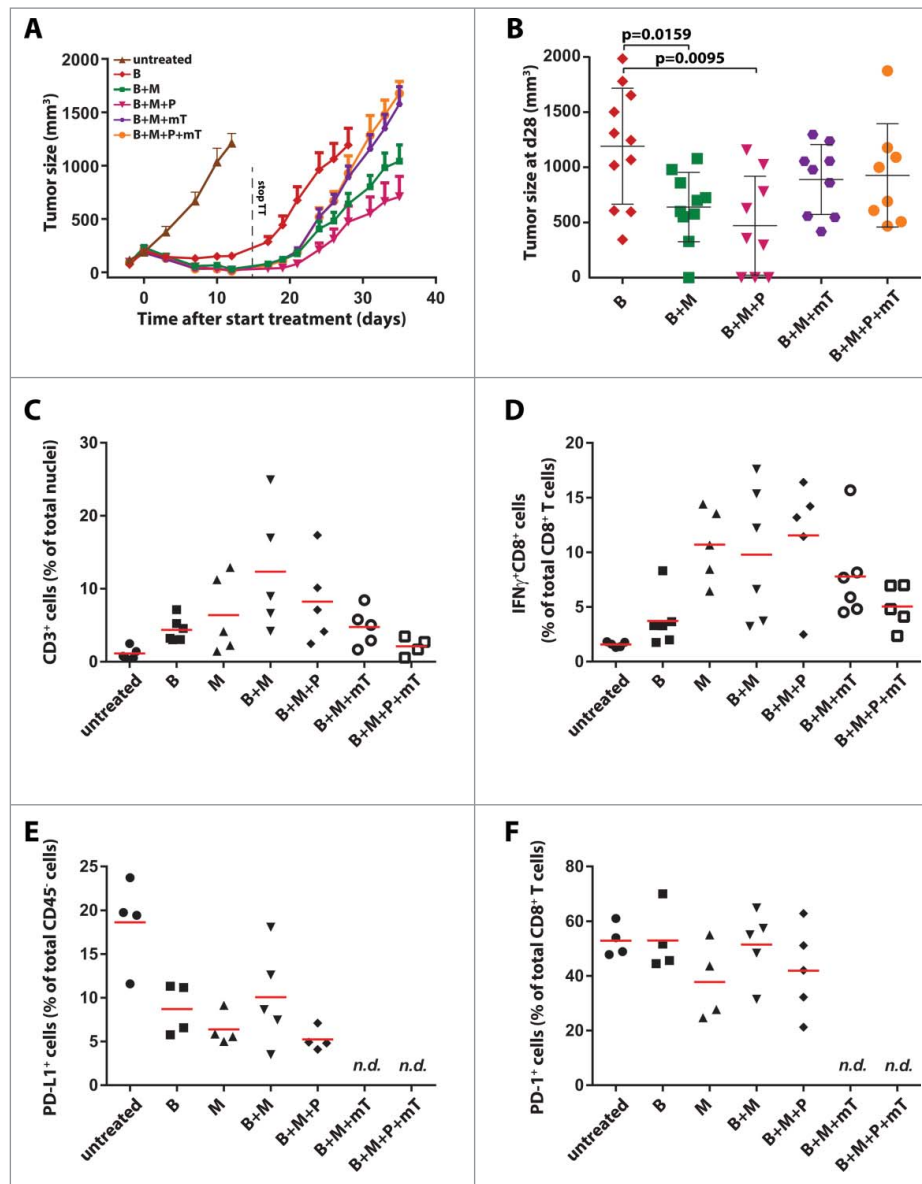 A
untreated
B
B+M
B+M+P
B+M+mT
B+M+P+mT
2000
1500
1000
500
0
Tumor size (mm³)
stop TT
0
10
20
30
40
Time after start treatment (days)
B
p=0.0159
p=0.0095
2000
1500
1000
500
0
Tumor size at d28 (mm³)
B
B+M
B+M+P
B+M+mT
B+M+P+mT
C
30
20
10
0
CD3⁺ cells (% of total nuclei)
untreated
B
M
B+M
B+M+P
B+M+mT
B+M+P+mT
D
20
15
10
5
0
IFNγ⁺CD8⁺ cells
(% of total CD8⁺ T cells)
untreated
B
M
B+M
B+M+P
B+M+mT
B+M+P+mT
E
25
20
15
10
5
0
PD-L1⁺ cells (% of total CD45⁻ cells)
n.d.
n.d.
untreated
B
M
B+M
B+M+P
B+M+mT
B+M+P+mT
F
80
60
40
20
0
PD-1⁺ cells (% of total CD8⁺ T cells)
n.d.
n.d.
untreated
B
M
B+M
B+M+P
B+M+mT
B+M+P+mT